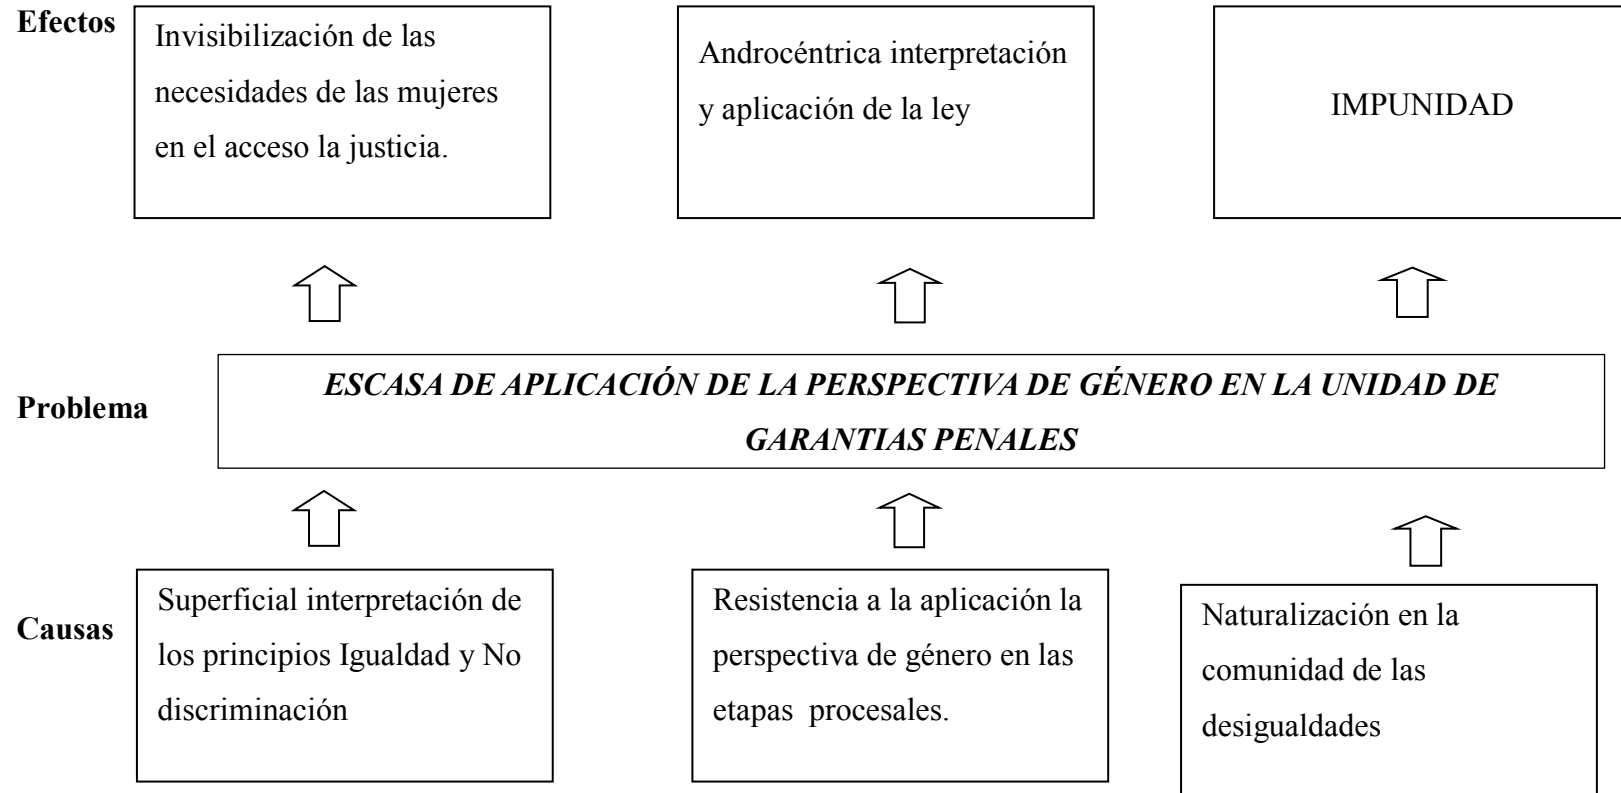 Efectos
Invisibilización de las
necesidades de las mujeres
en el acceso la justicia.
Androcéntrica interpretación
y aplicación de la ley
IMPUNIDAD
Problema
ESCASA DE APLICACIÓN DE LA PERSPECTIVA DE GÉNERO EN LA UNIDAD DE
GARANTIAS PENALES
Causas
Superficial interpretación de
los principios Igualdad y No
discriminación
Resistencia a la aplicación la
perspectiva de género en las
etapas  procesales.
Naturalización en la
comunidad de las
desigualdades